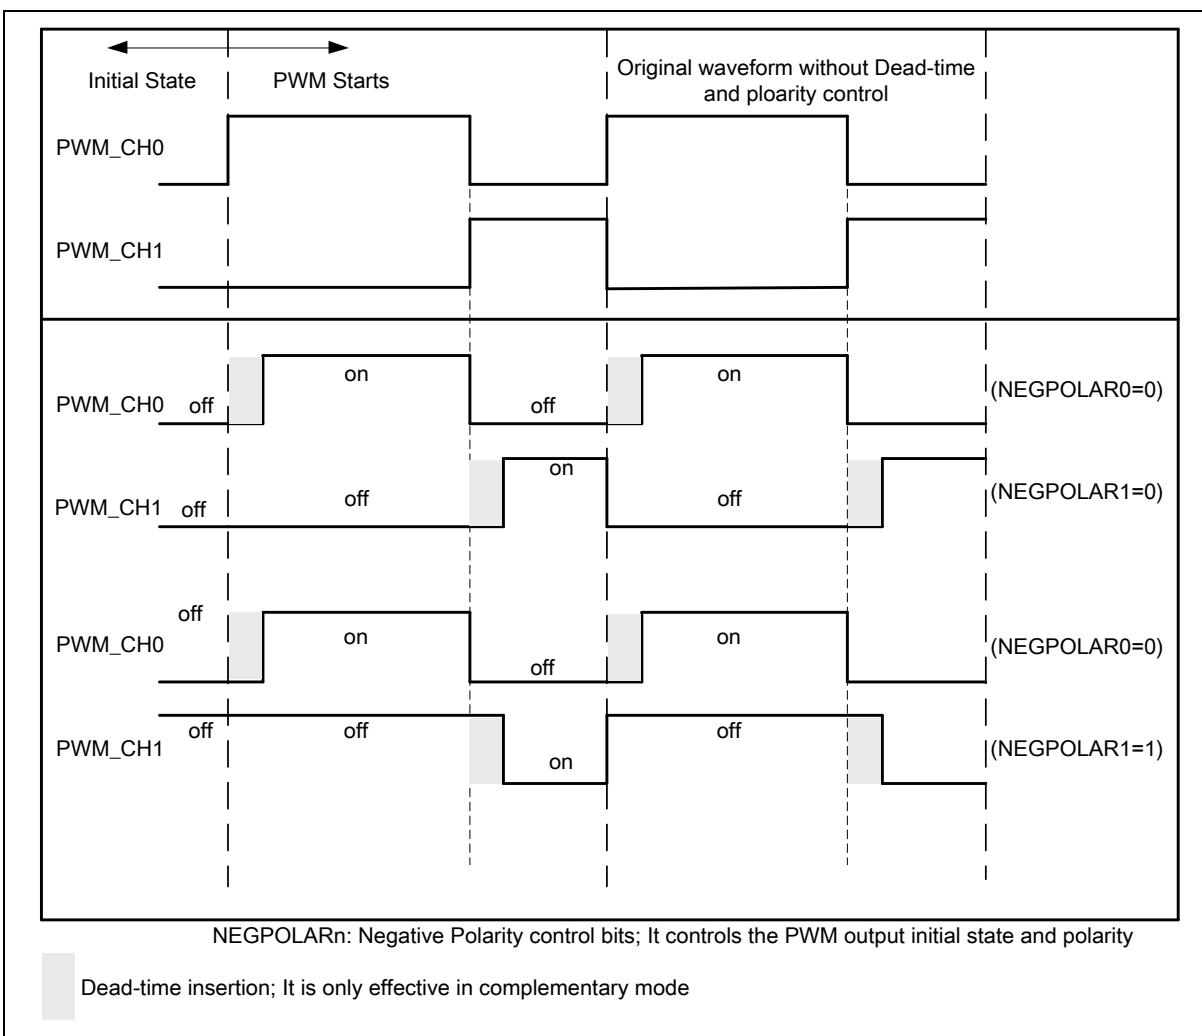 Initial State
PWM Starts
Original waveform without Dead-time
and ploarity control
PWM_CH0
PWM_CH1
on
on
(NEGPOLAR0=0)
PWM_CH0
off
off
on
(NEGPOLAR1=0)
PWM_CH1
off
off
off
off
PWM_CH0
on
on
(NEGPOLAR0=0)
off
off
off
off
PWM_CH1
(NEGPOLAR1=1)
on
NEGPOLARn: Negative Polarity control bits; It controls the PWM output initial state and polarity
Dead-time insertion; It is only effective in complementary mode